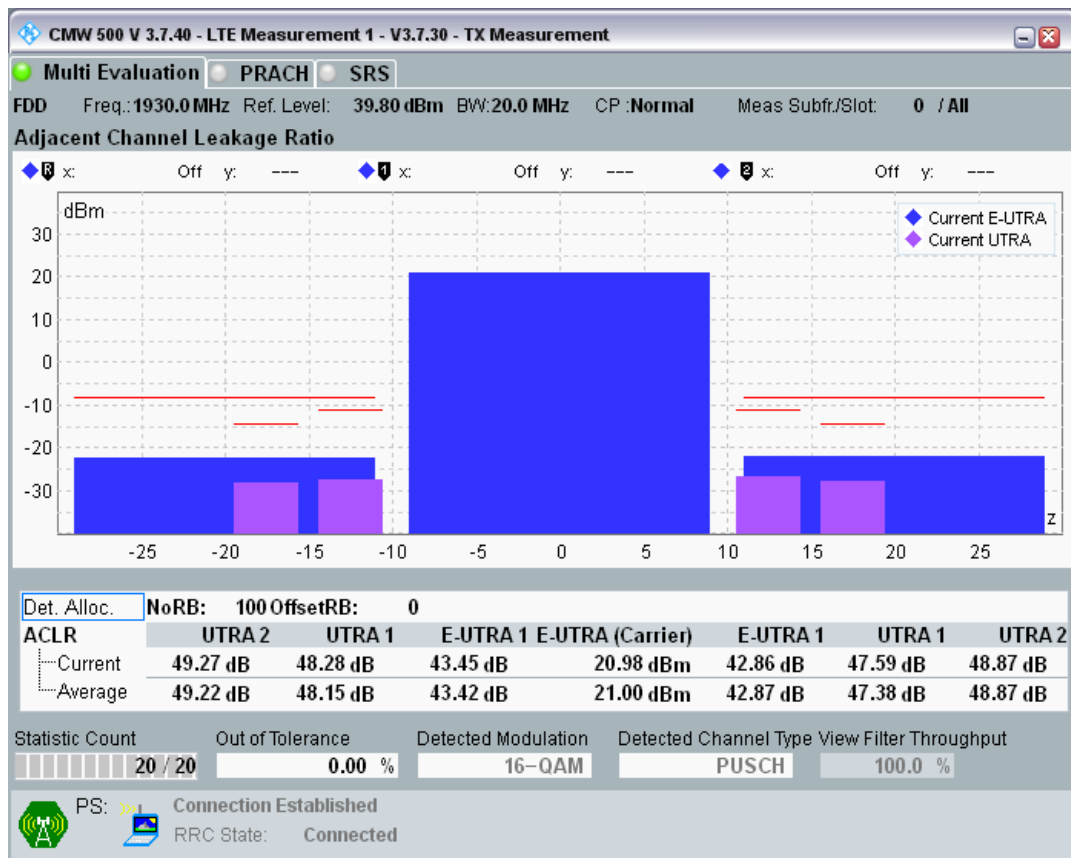 CMW 500 V 3.7.40 - LTE Measurement 1 - V3.7.30 - TX Measurement
Multi Evaluation PRACH SRS
FDD Freq.:1930.0 MHz Ref. Level: 39.80 dBm BW:20.0 MHz CP :Normal Meas Subfr./Slot: 0 / All
Adjacent Channel Leakage Ratio
R x: Off y: --- 1 x: Off y: --- 2 x: Off y: ---
dBm
Current E-UTRA
Current UTRA
30
20
10
0
-10
-20
-30
z
-25 -20 -15 -10 -5 0 5 10 15 20 25
Det. Alloc. NoRB: 100 OffsetRB: 0
ACLR UTRA 2 UTRA 1 E-UTRA 1 E-UTRA (Carrier) E-UTRA 1 UTRA 1 UTRA 2
Current 49.27 dB 48.28 dB 43.45 dB 20.98 dBm 42.86 dB 47.59 dB 48.87 dB
Average 49.22 dB 48.15 dB 43.42 dB 21.00 dBm 42.87 dB 47.38 dB 48.87 dB
Statistic Count Out of Tolerance Detected Modulation Detected Channel Type View Filter Throughput
20 / 20 0.00 % 16-QAM PUSCH 100.0 %
PS: Connection Established
RRC State: Connected